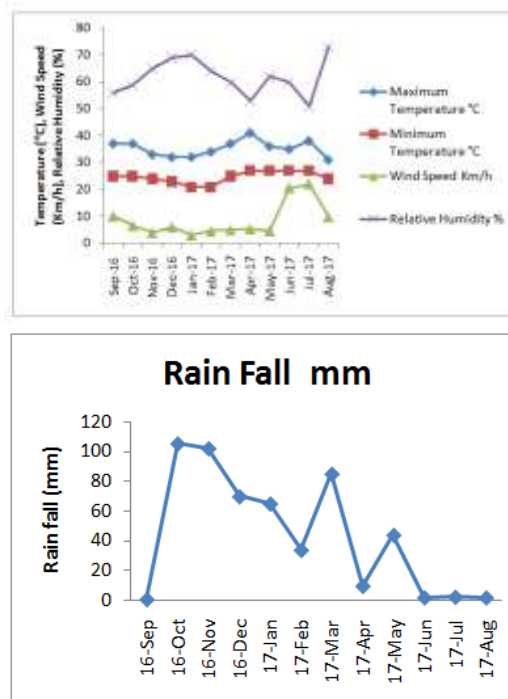 80
70
60
50
40
30
20
10
0
Temperature (°C), Wind Speed
(Km/h), Relative Humidity (%)
Sep-16
Oct-16
Nov-16
Dec-16
Jan-17
Feb-17
Mar-17
Apr-17
May-17
Jun-17
Jul-17
Aug-17
Maximum
Temperature °C
Minimum
Temperature °C
Wind Speed Km/h
Relative Humidity %
Rain Fall mm
120
100
80
60
40
20
0
Rain fall (mm)
16-Sep
16-Oct
16-Nov
16-Dec
17-Jan
17-Feb
17-Mar
17-Apr
17-May
17-Jun
17-Jul
17-Aug